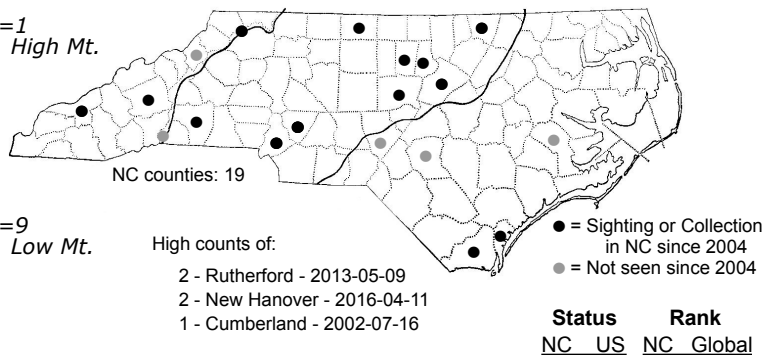 =1
High Mt.
NC counties: 19
=9
Low Mt.
High counts of:
2 - Rutherford - 2013-05-09
2 - New Hanover - 2016-04-11
1 - Cumberland - 2002-07-16
● = Sighting or Collection
in NC since 2004
● = Not seen since 2004
Status Rank
NC US NC Global